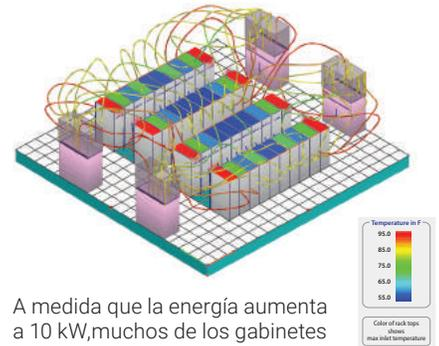 Temperature in F
95.0
85.0
75.0
65.0
55.0
Color of rack tops
shows
max inlet temperature
A medida que la energía aumenta
a 10 kW,muchos de los gabinetes